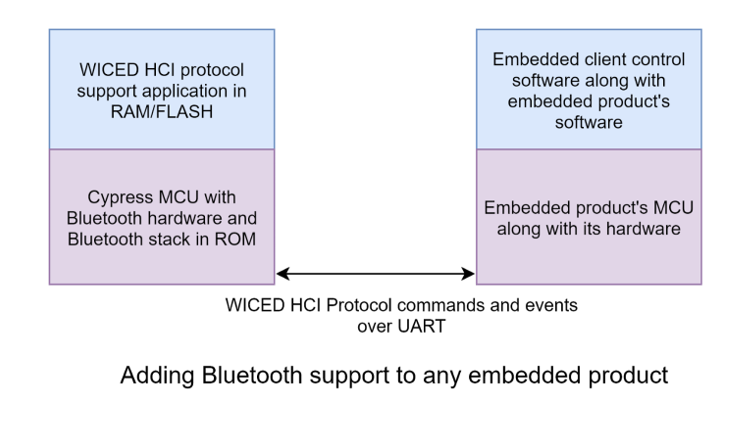 WICED HCI protocol
support application in
RAM/FLASH
Cypress MCU with
Bluetooth hardware and
Bluetooth stack in ROM
Embedded client control
software along with
embedded product's
software
Embedded product's MCU
along with its hardware
WICED HCI Protocol commands and events
over UART
Adding Bluetooth support to any embedded product